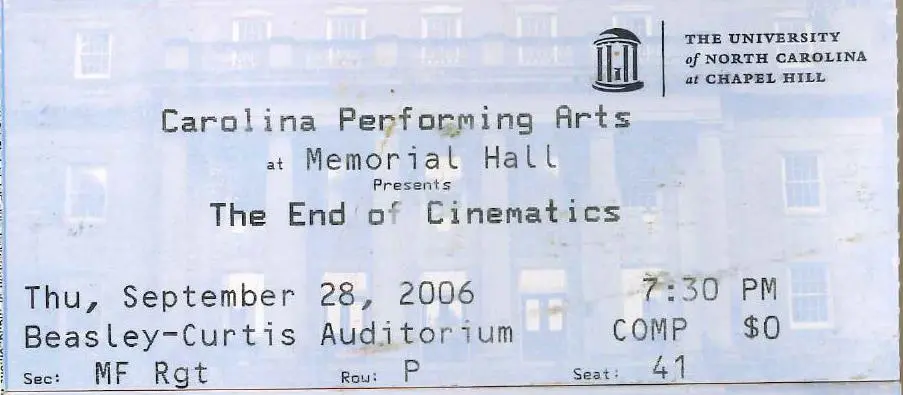 THE UNIVERSITY
of NORTH CAROLINA
at CHAPEL HILL
Carolina Performing Arts
at Memorial Hall
Presents
The End of Cinematics
Thu, September 28, 2006 7:30 PM
Beasley-Curtis Auditorium COMP $0
Sec: MF Rgt Row: P Seat: 41